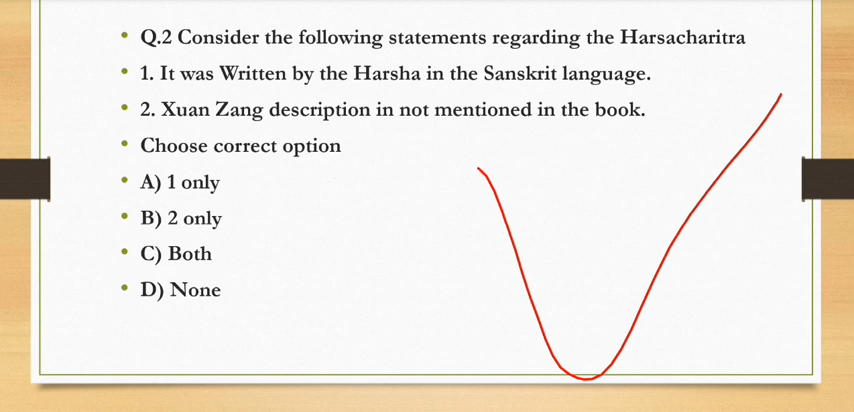 Q.2 Consider the following statements regarding the Harsacharitra
1. It was Written by the Harsha in the Sanskrit language.
2. Xuan Zang description in not mentioned in the book.
Choose correct option
A) 1 only
B) 2 only
C) Both
D) None